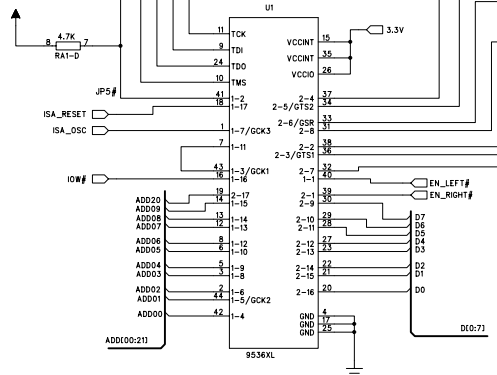 U1
4.7K
8 7
RA1-D
JP5#
ISA_RESET
ISA_OSC
IOW#
ADD20
ADD09
ADD08
ADD07
ADD06
ADD05
ADD04
ADD03
ADD02
ADD01
ADD00
ADD[00:21]
11 TCK
9 TDI
24 TDO
10 TMS
41 1-2
18 1-17
1 1-7/GCK3
7 1-11
43 1-3/GCK1
16 1-16
19 2-17
14 1-15
13 1-14
12 1-13
8 1-12
6 1-10
5 1-9
3 1-8
2 1-6
44 1-5/GCK2
42 1-4
VCCINT 15
VCCINT 35
VCCIO 26
3.3V
2-4 37
2-5/GTS2 34
2-6/GSR 33
2-8 31
2-2 38
2-3/GTS1 36
2-7 32
1-1 40
2-1 39
2-9 30
2-10 29
2-11 28
2-12 27
2-13 23
2-14 22
2-15 21
2-16 20
GND 4
GND 17
GND 25
EN_LEFT#
EN_RIGHT#
D7
D6
D5
D4
D3
D2
D1
D0
D[0:7]
9536XL